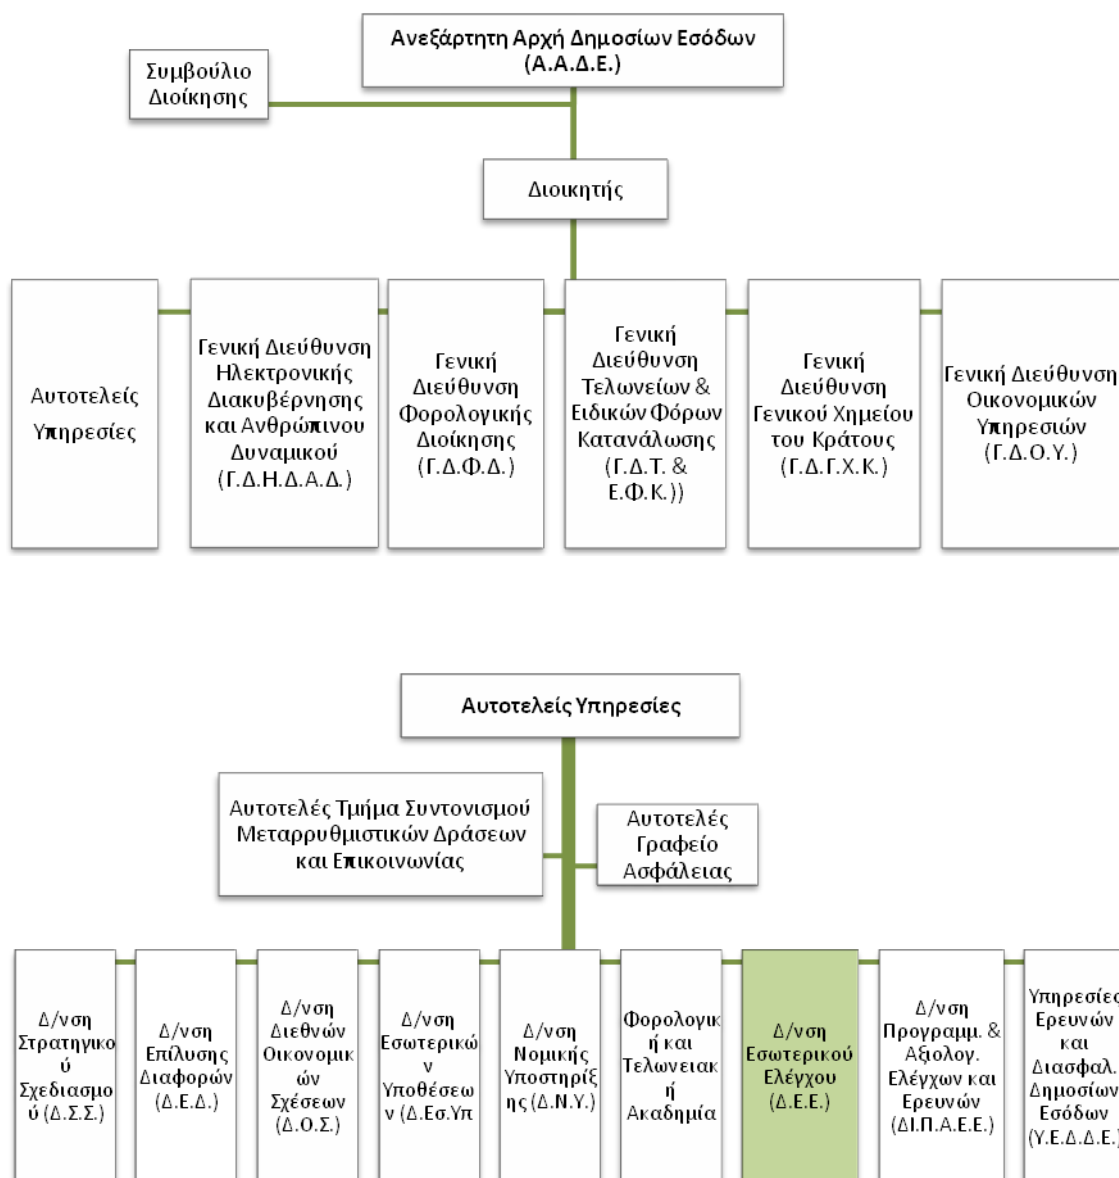 Ανεξάρτητη Αρχή Δημοσίων Εσόδων
(Α.Α.Δ.Ε.)
Συμβούλιο
Διοίκησης
Διοικητής
Αυτοτελείς
Υπηρεσίες
Γενική Διεύθυνση
Ηλεκτρονικής
Διακυβέρνησης
και Ανθρώπινου
Δυναμικού
(Γ.Δ.Η.Δ.Α.Δ.)
Γενική
Διεύθυνση
Φορολογικής
Διοίκησης
(Γ.Δ.Φ.Δ.)
Γενική
Διεύθυνση
Τελωνείων &
Ειδικών Φόρων
Κατανάλωσης
(Γ.Δ.Τ. &
Ε.Φ.Κ.))
Γενική
Διεύθυνση
Γενικού Χημείου
του Κράτους
(Γ.Δ.Γ.Χ.Κ.)
Γενική Διεύθυνση
Οικονομικών
Υπηρεσιών
(Γ.Δ.Ο.Υ.)
Αυτοτελείς Υπηρεσίες
Αυτοτελές Τμήμα Συντονισμού
Μεταρρυθμιστικών Δράσεων
και Επικοινωνίας
Αυτοτελές
Γραφείο
Ασφάλειας
Δ/νση
Στρατηγικο
ύ
Σχεδιασμο
ύ (Δ.Σ.Σ.)
Δ/νση
Επίλυσης
Διαφορών
(Δ.Ε.Δ.)
Δ/νση
Διεθνών
Οικονομικ
ών
Σχέσεων
(Δ.Ο.Σ.)
Δ/νση
Εσωτερικώ
ν
Υποθέσεω
ν (Δ.Εσ.Υπ
Δ/νση
Νομικής
Υποστηρίξ
ης (Δ.Ν.Υ.)
Φορολογικ
ή και
Τελωνειακ
ή
Ακαδημία
Δ/νση
Εσωτερικού
Ελέγχου
(Δ.Ε.Ε.)
Δ/νση
Προγραμμ. &
Αξιολογ.
Ελέγχων και
Ερευνών
(ΔΙ.Π.Α.Ε.Ε.)
Υπηρεσίες
Ερευνών
και
Διασφαλ.
Δημοσίων
Εσόδων
(Υ.Ε.Δ.Δ.Ε.)